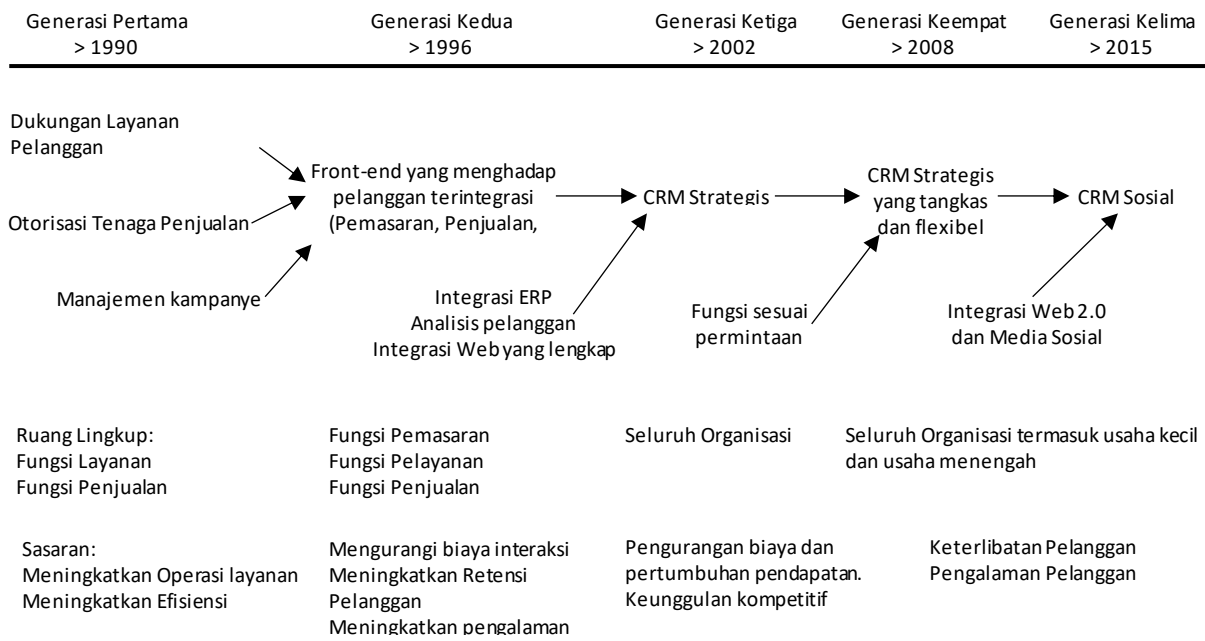 Generasi Pertama
> 1990
Generasi Kedua
> 1996
Generasi Ketiga
> 2002
Generasi Keempat
> 2008
Generasi Kelima
> 2015
Dukungan Layanan
Pelanggan
Otorisasi Tenaga Penjualan
Manajemen kampanye
Front-end yang menghadap
pelanggan terintegrasi
(Pemasaran, Penjualan,
Integrasi ERP
Analisis pelanggan
Integrasi Web yang lengkap
CRM Strategis
Fungsi sesuai
permintaan
CRM Strategis
yang tangkas
dan flexibel
CRM Sosial
Integrasi Web 2.0
dan Media Sosial
Ruang Lingkup:
Fungsi Layanan
Fungsi Penjualan
Fungsi Pemasaran
Fungsi Pelayanan
Fungsi Penjualan
Seluruh Organisasi
Seluruh Organisasi termasuk usaha kecil
dan usaha menengah
Sasaran:
Meningkatkan Operasi layanan
Meningkatkan Efisiensi
Mengurangi biaya interaksi
Meningkatkan Retensi
Pelanggan
Meningkatkan pengalaman
Pengurangan biaya dan
pertumbuhan pendapatan.
Keunggulan kompetitif
Keterlibatan Pelanggan
Pengalaman Pelanggan